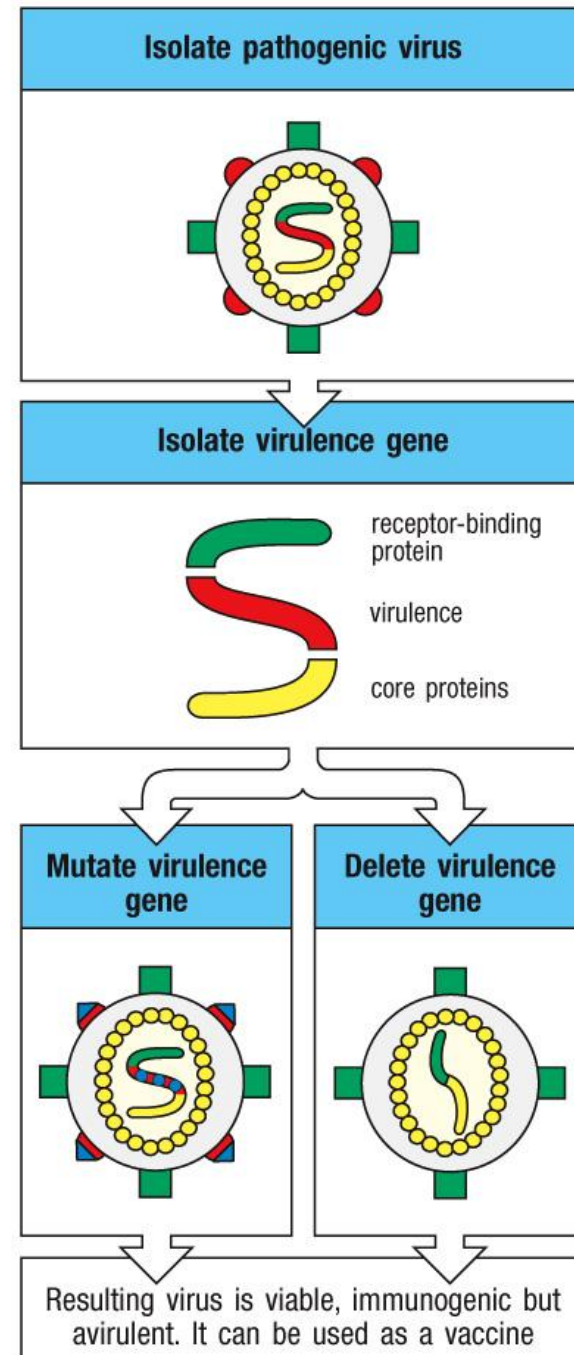 Isolate pathogenic virus
Isolate virulence gene
receptor-binding
protein
virulence
core proteins
Mutate virulence
gene
Delete virulence
gene
Resulting virus is viable, immunogenic but
avirulent. It can be used as a vaccine